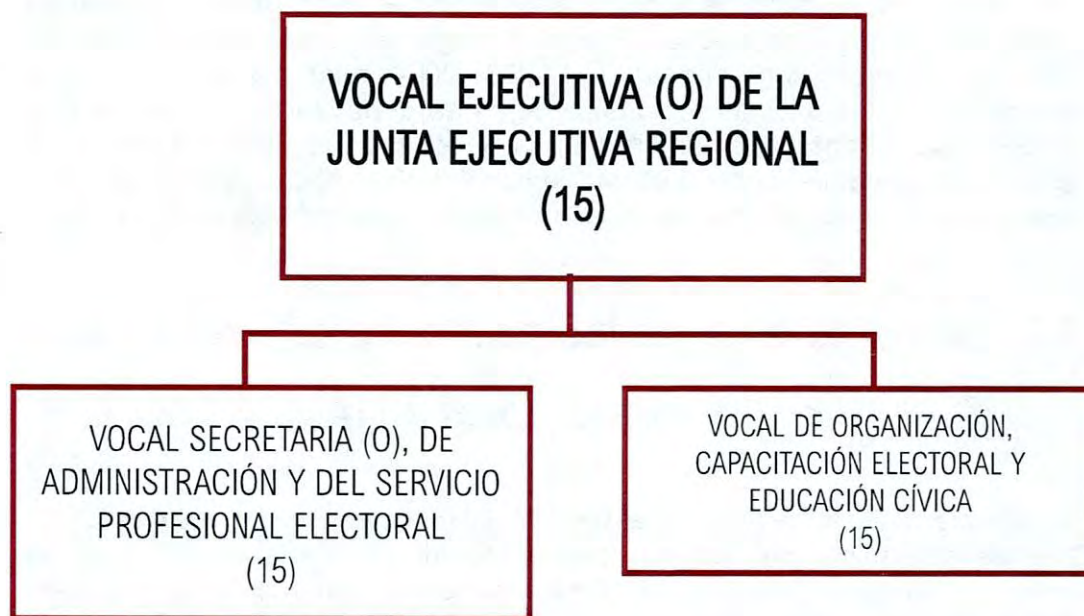 VOCAL EJECUTIVA (O) DE LA
JUNTA EJECUTIVA REGIONAL
(15)
VOCAL SECRETARIA (O), DE
ADMINISTRACIÓN Y DEL SERVICIO
PROFESIONAL ELECTORAL
(15)
VOCAL DE ORGANIZACIÓN,
CAPACITACIÓN ELECTORAL Y
EDUCACIÓN CÍVICA
(15)